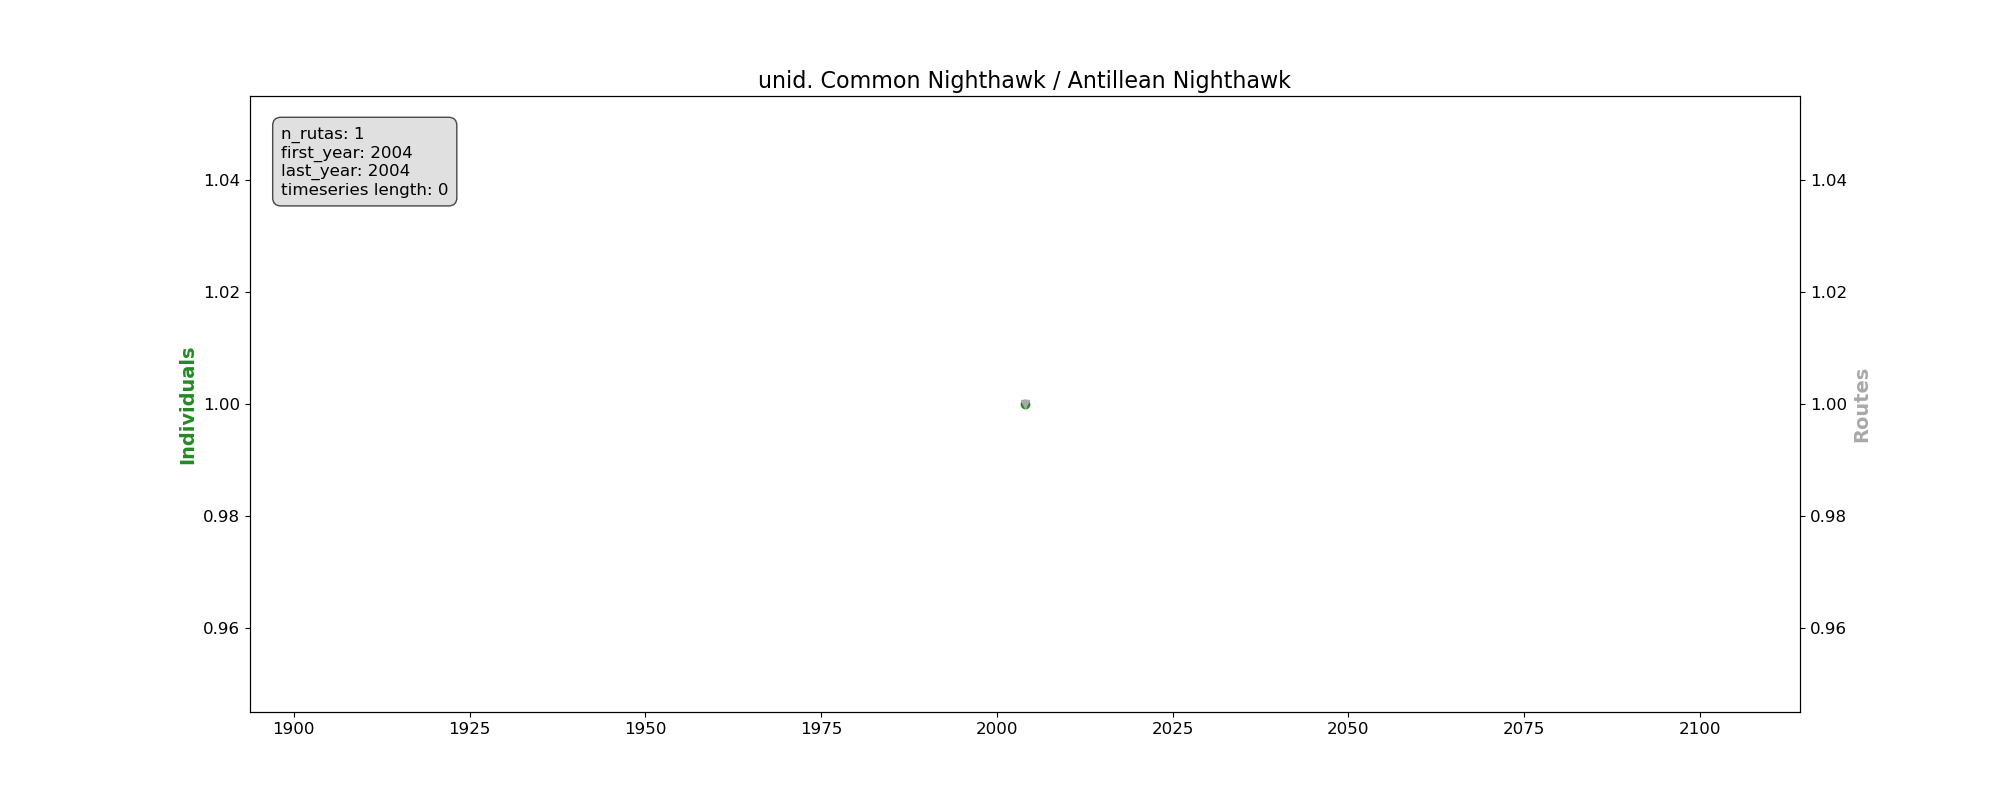 unid. Common Nighthawk / Antillean Nighthawk
n_rutas: 1
first_year: 2004
last_year: 2004
timeseries length: 0
Individuals
1.04
1.02
1.00
0.98
0.96
1.04
1.02
1.00
0.98
0.96
Routes
1900 1925 1950 1975 2000 2025 2050 2075 2100